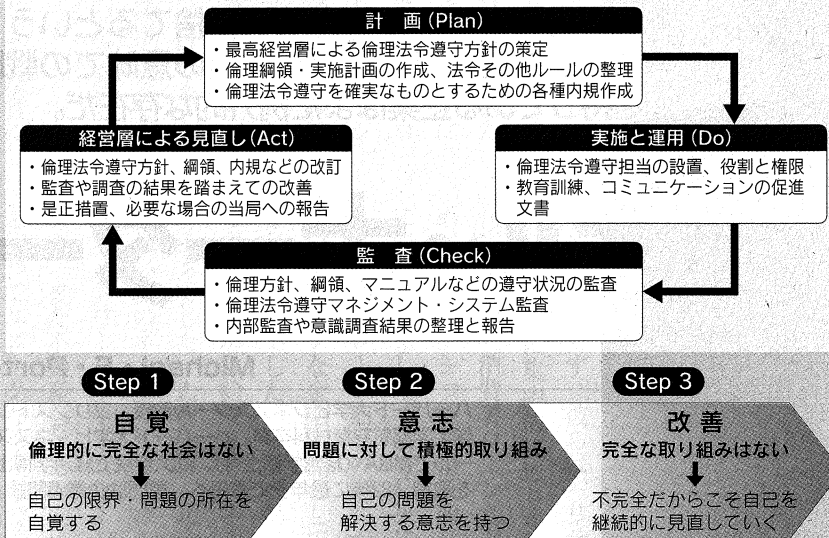 計 画(Plan)
・最高経営層による倫理法令遵守方針の策定
・倫理綱領・実施計画の作成、法令その他ルールの整理
・倫理法令遵守を確実なものとするための各種内規作成
経営層による見直し(Act)
・倫理法令遵守方針、綱領、内規などの改訂
・監査や調査の結果を踏まえての改善
・是正措置、必要な場合の当局への報告
実施と運用(Do)
・倫理法令遵守担当の設置、役割と権限
・教育訓練、コミュニケーションの促進
文書
監 査(Check)
・倫理方針、綱領、マニュアルなどの遵守状況の監査
・倫理法令遵守マネジメント・システム監査
・内部監査や意識調査結果の整理と報告
Step 1
自 覚
倫理的に完全な社会はない
自己の限界・問題の所在を
自覚する
Step 2
意 志
問題に対して積極的取り組み
自己の問題を
解決する意志を持つ
Step 3
改 善
完全な取り組みはない
不完全だからこそ自己を
継続的に見直していく